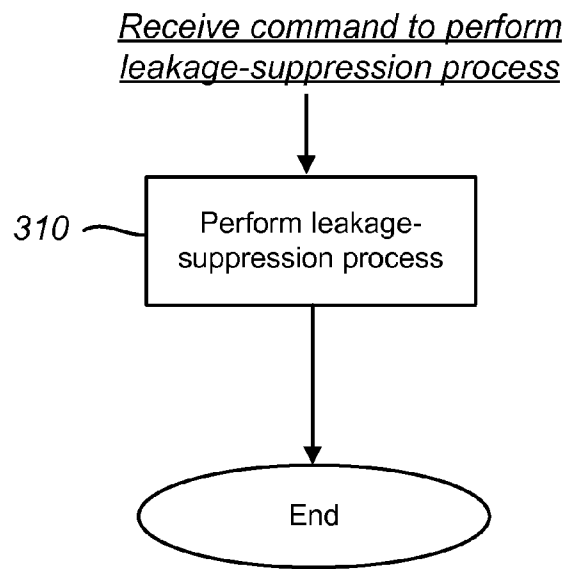 Receive command to perform
leakage-suppression process
310
Perform leakage-
suppression process
End